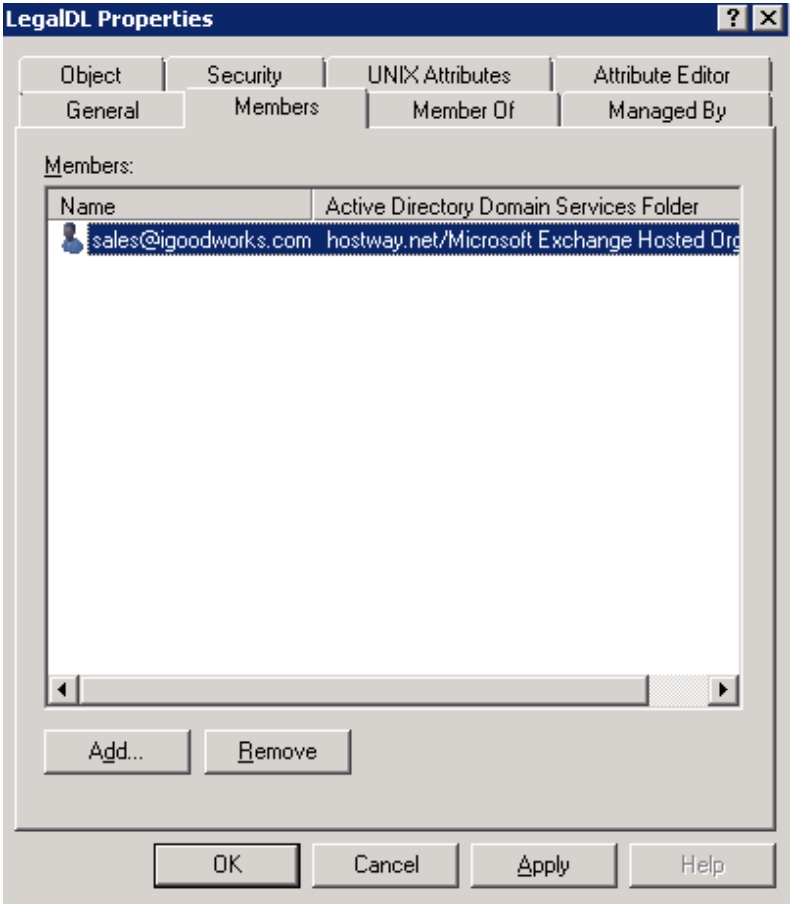 LegalDL Properties
Object Security UNIX Attributes Attribute Editor
General Members Member Of Managed By
Members:
Name Active Directory Domain Services Folder
sales@igoodworks.com hostway.net/Microsoft Exchange Hosted Org
Add... Remove
OK Cancel Apply Help